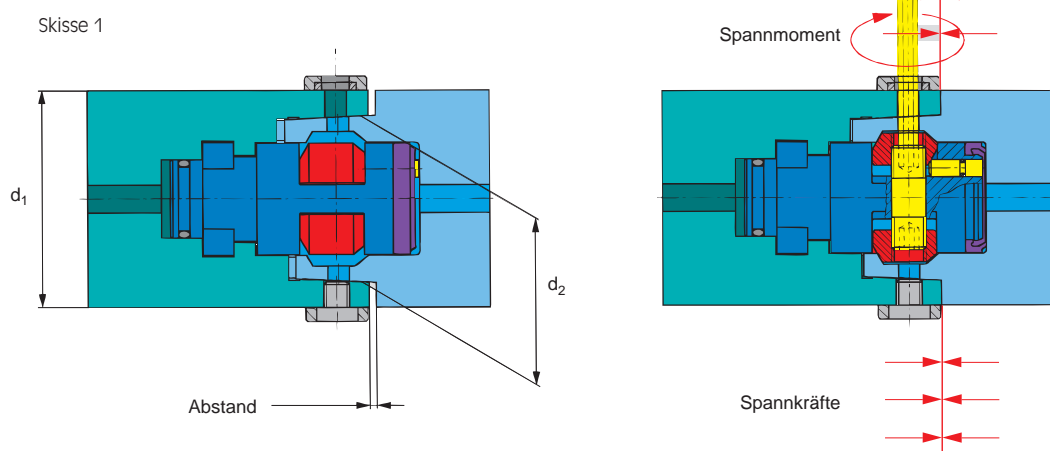 Skisse 1
Spannmoment
d1
d2
Abstand
Spannkräfte